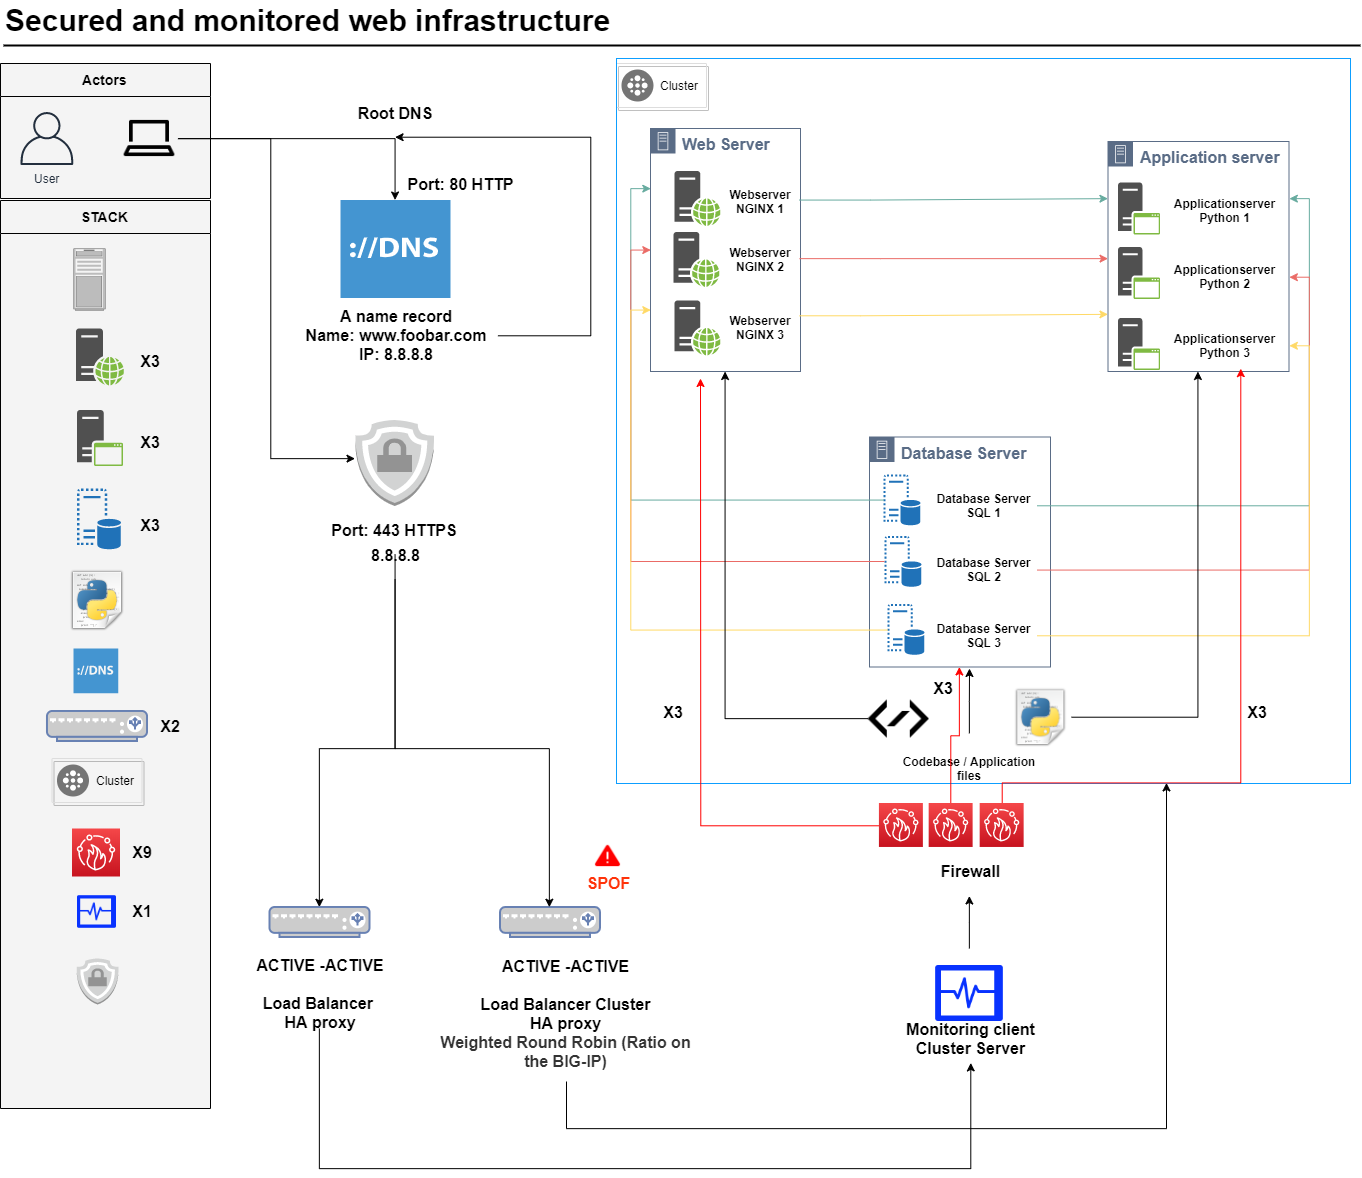 Secured and monitored web infrastructure
Actors
User
STACK
X3
X3
X3
://DNS
X2
Cluster
X9
X1
Root DNS
Port: 80 HTTP
://DNS
A name record
Name: www.foobar.com
IP: 8.8.8.8
Port: 443 HTTPS
8.8.8.8
SPOF
ACTIVE -ACTIVE
Load Balancer
HA proxy
ACTIVE -ACTIVE
Load Balancer Cluster
HA proxy
Weighted Round Robin (Ratio on
the BIG-IP)
Cluster
Web Server
Webserver
NGINX 1
Webserver
NGINX 2
Webserver
NGINX 3
Application server
Applicationserver
Python 1
Applicationserver
Python 2
Applicationserver
Python 3
Database Server
Database Server
SQL 1
Database Server
SQL 2
Database Server
SQL 3
X3
X3
X3
Codebase / Application
files
Firewall
Monitoring client
Cluster Server